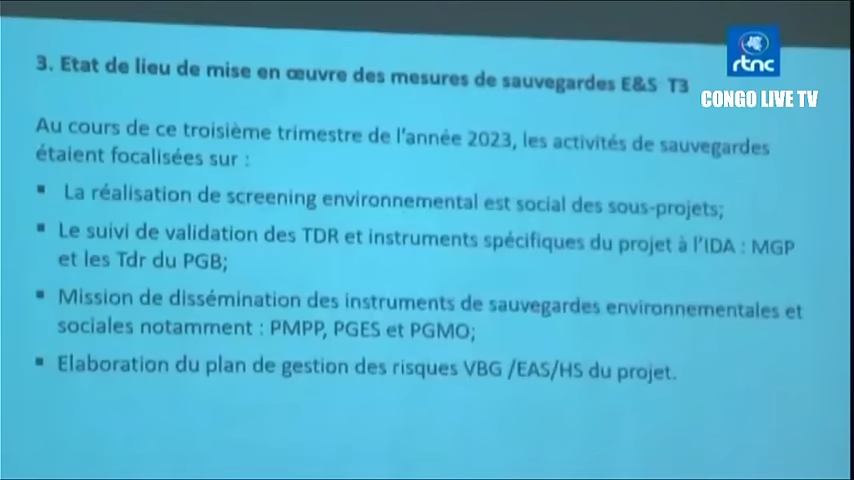 rtnc
CONGO LIVE TV
3. Etat de lieu de mise en œuvre des mesures de sauvegardes E&S T3
Au cours de ce troisième trimestre de l'année 2023, les activités de sauvegardes
étaient focalisées sur :
▪ La réalisation de screening environnemental est social des sous-projets;
▪ Le suivi de validation des TDR et instruments spécifiques du projet à l'IDA : MGP
et les Tdr du PGB;
▪ Mission de dissémination des instruments de sauvegardes environnementales et
sociales notamment : PMPP, PGES et PGMO;
▪ Elaboration du plan de gestion des risques VBG /EAS/HS du projet.